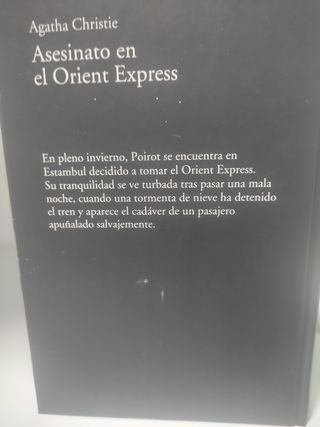 Agatha Christie
Asesinato en
el Orient Express
En pleno invierno, Poirot se encuentra en
Estambul decidido a tomar el Orient Express.
Su tranquilidad se ve turbada tras pasar una mala
noche, cuando una tormenta de nieve ha detenido
el tren y aparece el cadáver de un pasajero
apuñalado salvajemente.